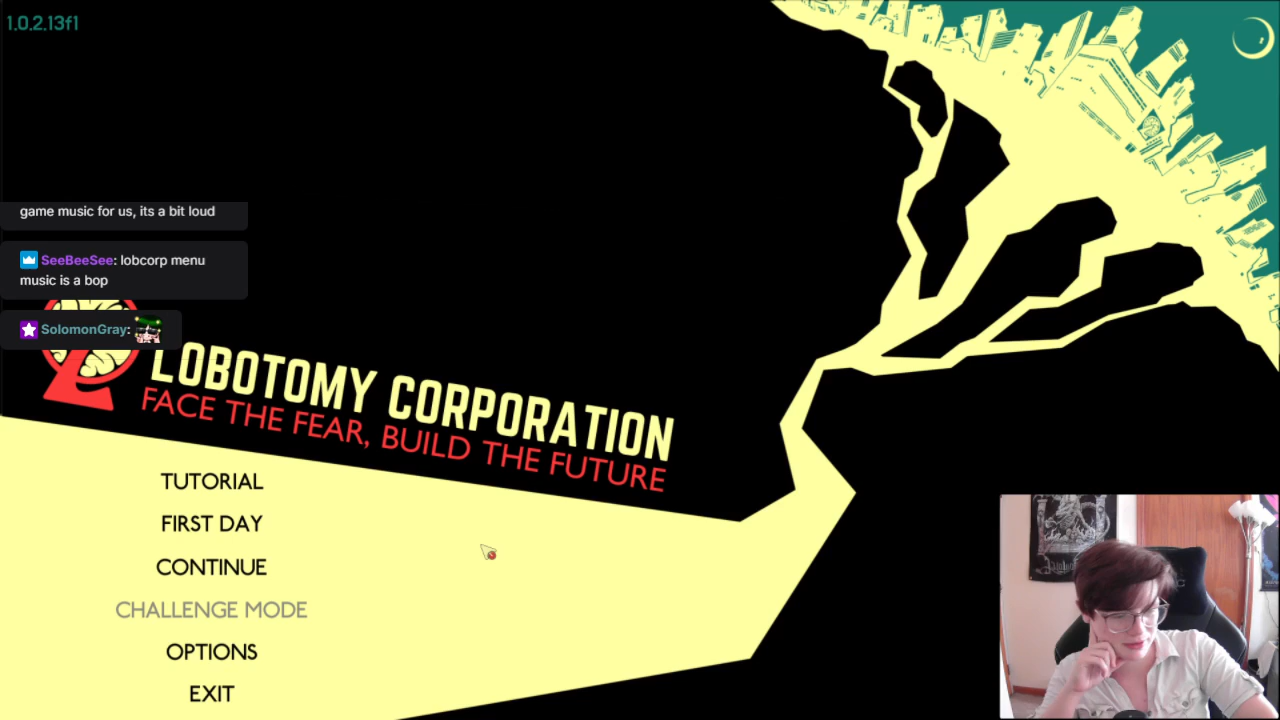 1.0.2.13f1
game music for us, its a bit loud
SeeBeeSee: lobcorp menu
music is a bop
SolomonGray:
LOBOTOMY CORPORATION
FACE THE FEAR, BUILD THE FUTURE
TUTORIAL
FIRST DAY
CONTINUE
CHALLENGE MODE
OPTIONS
EXIT